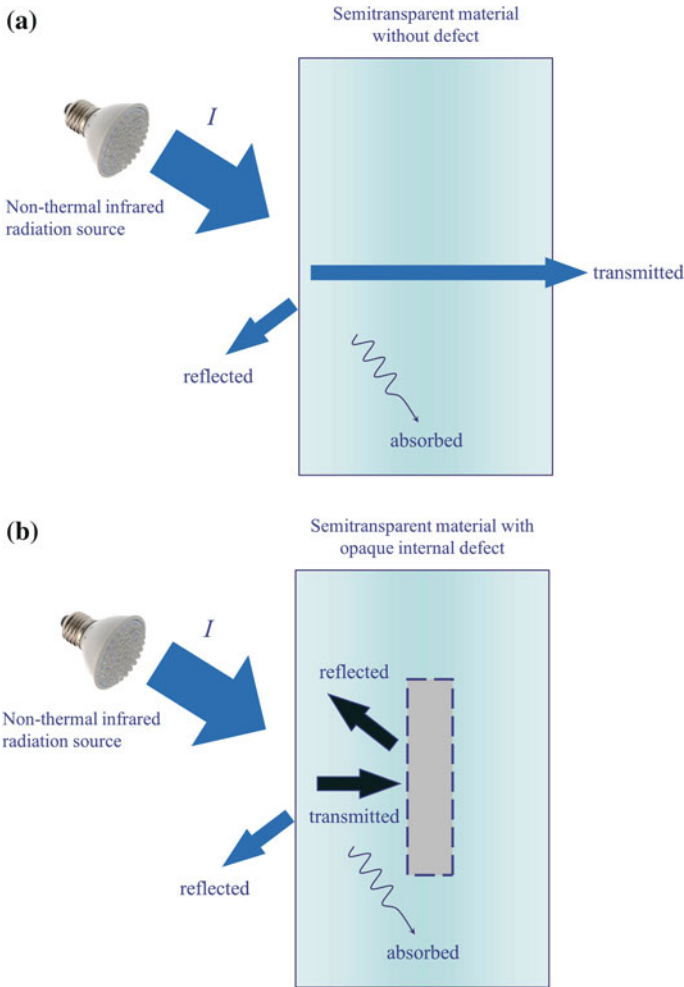 (a)
Semitransparent material
without defect
I
Non-thermal infrared
radiation source
transmitted
reflected
absorbed
(b)
Semitransparent material with
opaque internal defect
I
reflected
Non-thermal infrared
radiation source
transmitted
reflected
absorbed